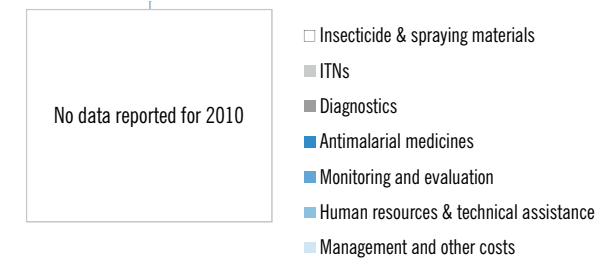 No data reported for 2010
Insecticide & spraying materials
ITNs
Diagnostics
Antimalarial medicines
Monitoring and evaluation
Human resources & technical assistance
Management and other costs